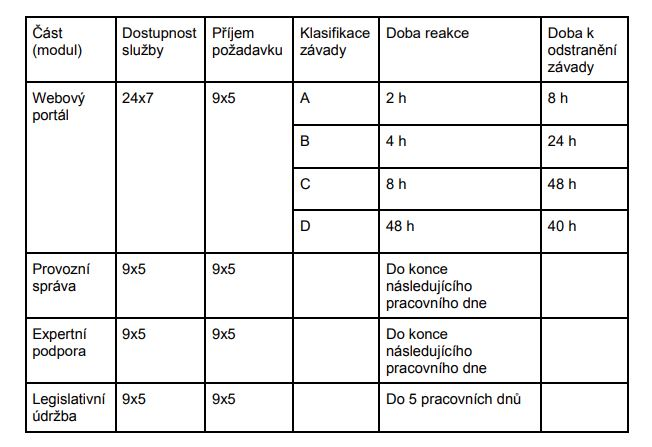 Část (modul) Dostupnost služby Příjem požadavku Klasifikace závady Doba reakce Doba k odstranění závady
Webový portál 24x7 9x5 A 2 h 8 h
B 4 h 24 h
C 8 h 48 h
D 48 h 40 h
Provozní správa 9x5 9x5 Do konce následujícího pracovního dne
Expertní podpora 9x5 9x5 Do konce následujícího pracovního dne
Legislativní údržba 9x5 9x5 Do 5 pracovních dnů